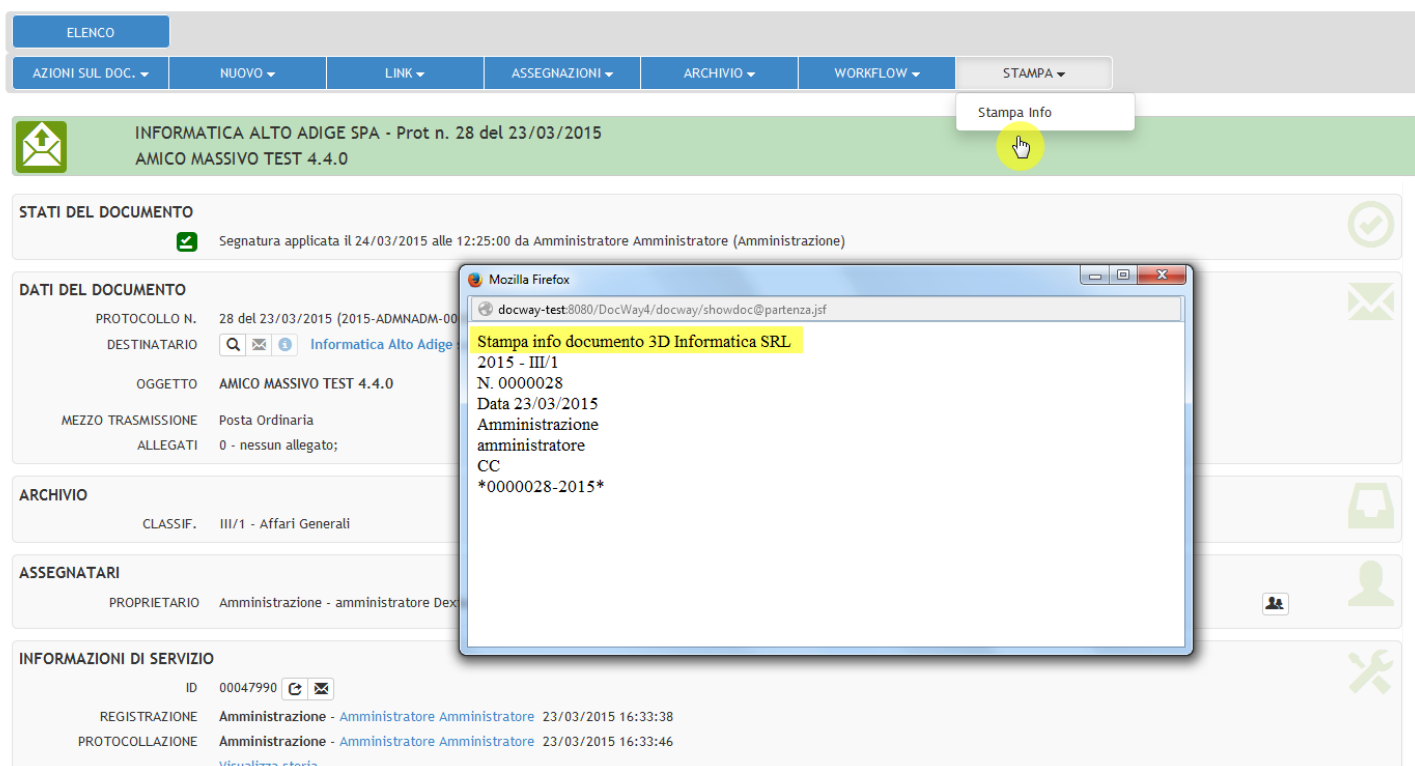 ELENCO
AZIONI SUL DOC. NUOVO LINK ASSEGNAZIONI ARCHIVIO WORKFLOW STAMPA
Stampa Info
INFORMATICA ALTO ADIGE SPA - Prot n. 28 del 23/03/2015
AMICO MASSIVO TEST 4.4.0
STATI DEL DOCUMENTO
Segnatura applicata il 24/03/2015 alle 12:25:00 da Amministratore Amministratore (Amministrazione)
DATI DEL DOCUMENTO
PROTOCOLLO N. 28 del 23/03/2015 (2015-ADMNADM-00
DESTINATARIO Informatica Alto Adige
OGGETTO AMICO MASSIVO TEST 4.4.0
MEZZO TRASMISSIONE Posta Ordinaria
ALLEGATI 0 - nessun allegato;
Mozilla Firefox
docway-test:8080/DocWay4/docway/showdoc@partenza.jsf
Stampa info documento 3D Informatica SRL
2015 - III/1
N. 0000028
Data 23/03/2015
Amministrazione
amministratore
CC
*0000028-2015*
ARCHIVIO
CLASSIF. III/1 - Affari Generali
ASSEGNATARI
PROPRIETARIO Amministrazione - amministratore Dex
INFORMAZIONI DI SERVIZIO
ID 00047990
REGISTRAZIONE Amministrazione - Amministratore Amministratore 23/03/2015 16:33:38
PROTOCOLLAZIONE Amministrazione - Amministratore Amministratore 23/03/2015 16:33:46
Visualizza storia